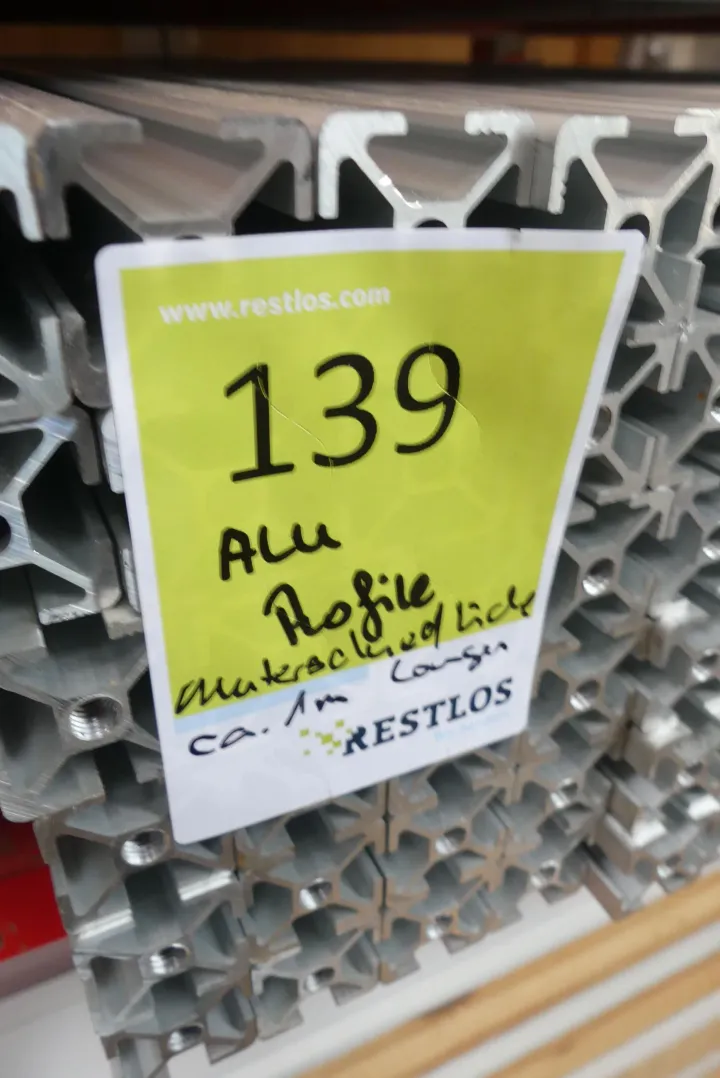 www.restlos.com
139
ALU
Profile
Unterschiedliche
Längen
ca. 1m
RESTLOS